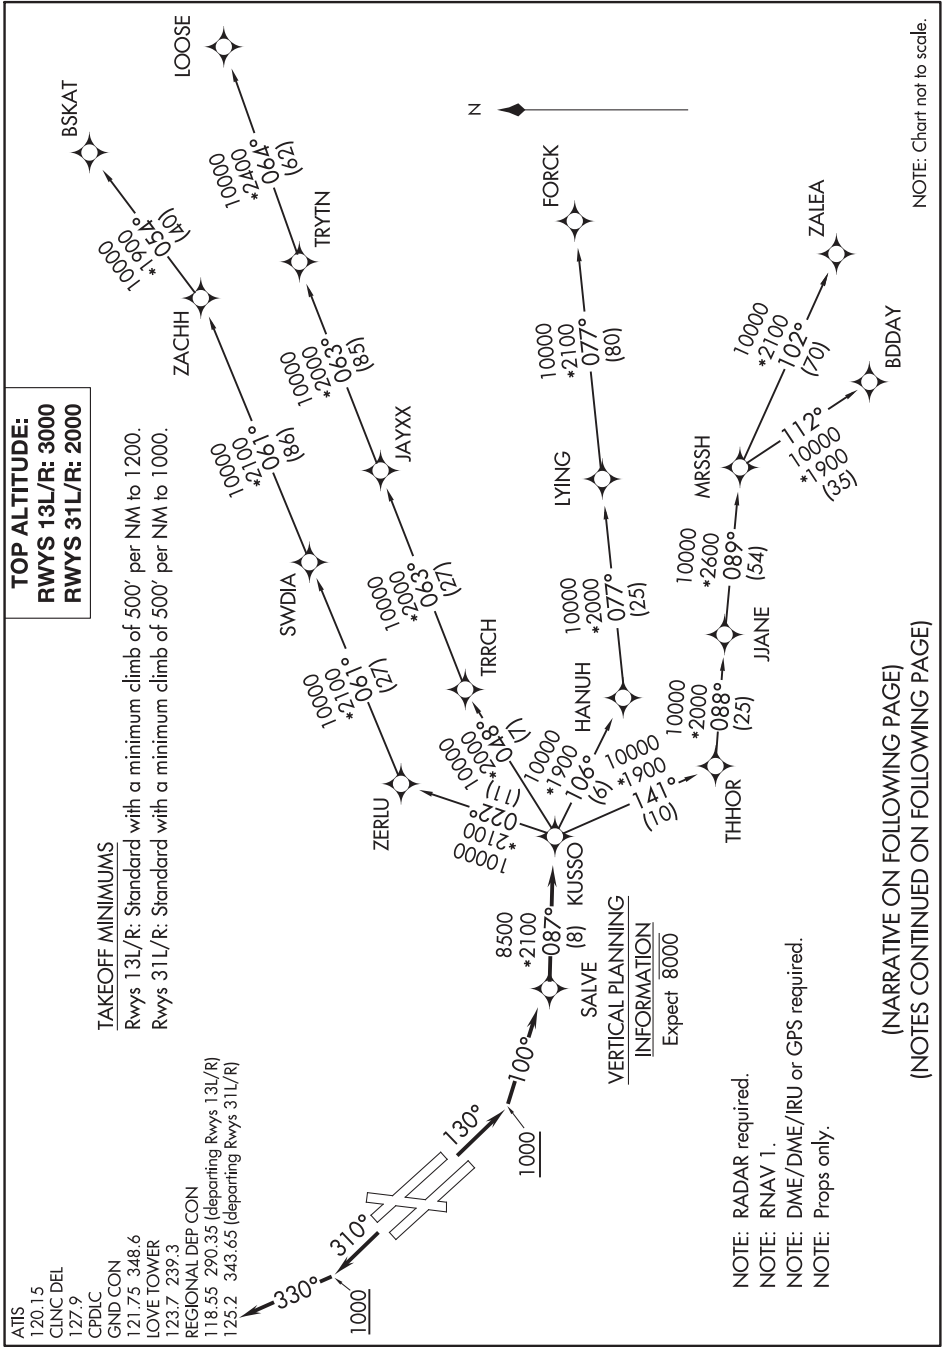 ATIS
120.15
CLNC DEL
127.9
CPDLC
GND CON
121.75 348.6
LOVE TOWER
123.7 239.3
REGIONAL DEP CON
118.55 290.35 (departing Rwys 13L/R)
125.2 343.65 (departing Rwys 31L/R)
TAKEOFF MINIMUMS
Rwys 13L/R: Standard with a minimum climb of 500' per NM to 1200.
Rwys 31L/R: Standard with a minimum climb of 500' per NM to 1000.
TOP ALTITUDE:
RWYS 13L/R: 3000
RWYS 31L/R: 2000
330°
1000
310°
130°
1000
100°
SALVE
8500
*2100
087°
(8)
KUSSO
VERTICAL PLANNING
INFORMATION
Expect 8000
10000
*2100
022°
(11)
ZERLU
10000
*2100
061°
(27)
SWDIA
10000
*2100
061°
(86)
ZACHH
10000
*1900
054°
(40)
BSKAT
10000
*2000
048°
(7)
TRRCH
10000
*2000
063°
(27)
JAYXX
10000
*2000
063°
(85)
TRYTN
10000
*2400
064°
(62)
LOOSE
10000
*1900
106°
(6)
HANUH
10000
*2000
077°
(25)
LYING
10000
*2100
077°
(80)
FORCK
10000
*1900
141°
(10)
THHOR
10000
*2000
088°
(25)
JJANE
10000
*2600
089°
(54)
MRSSH
10000
*2100
102°
(70)
ZALEA
112°
10000
*1900
(35)
BDDAY
N
NOTE: RADAR required.
NOTE: RNAV 1.
NOTE: DME/DME/IRU or GPS required.
NOTE: Props only.
(NARRATIVE ON FOLLOWING PAGE)
(NOTES CONTINUED ON FOLLOWING PAGE)
NOTE: Chart not to scale.